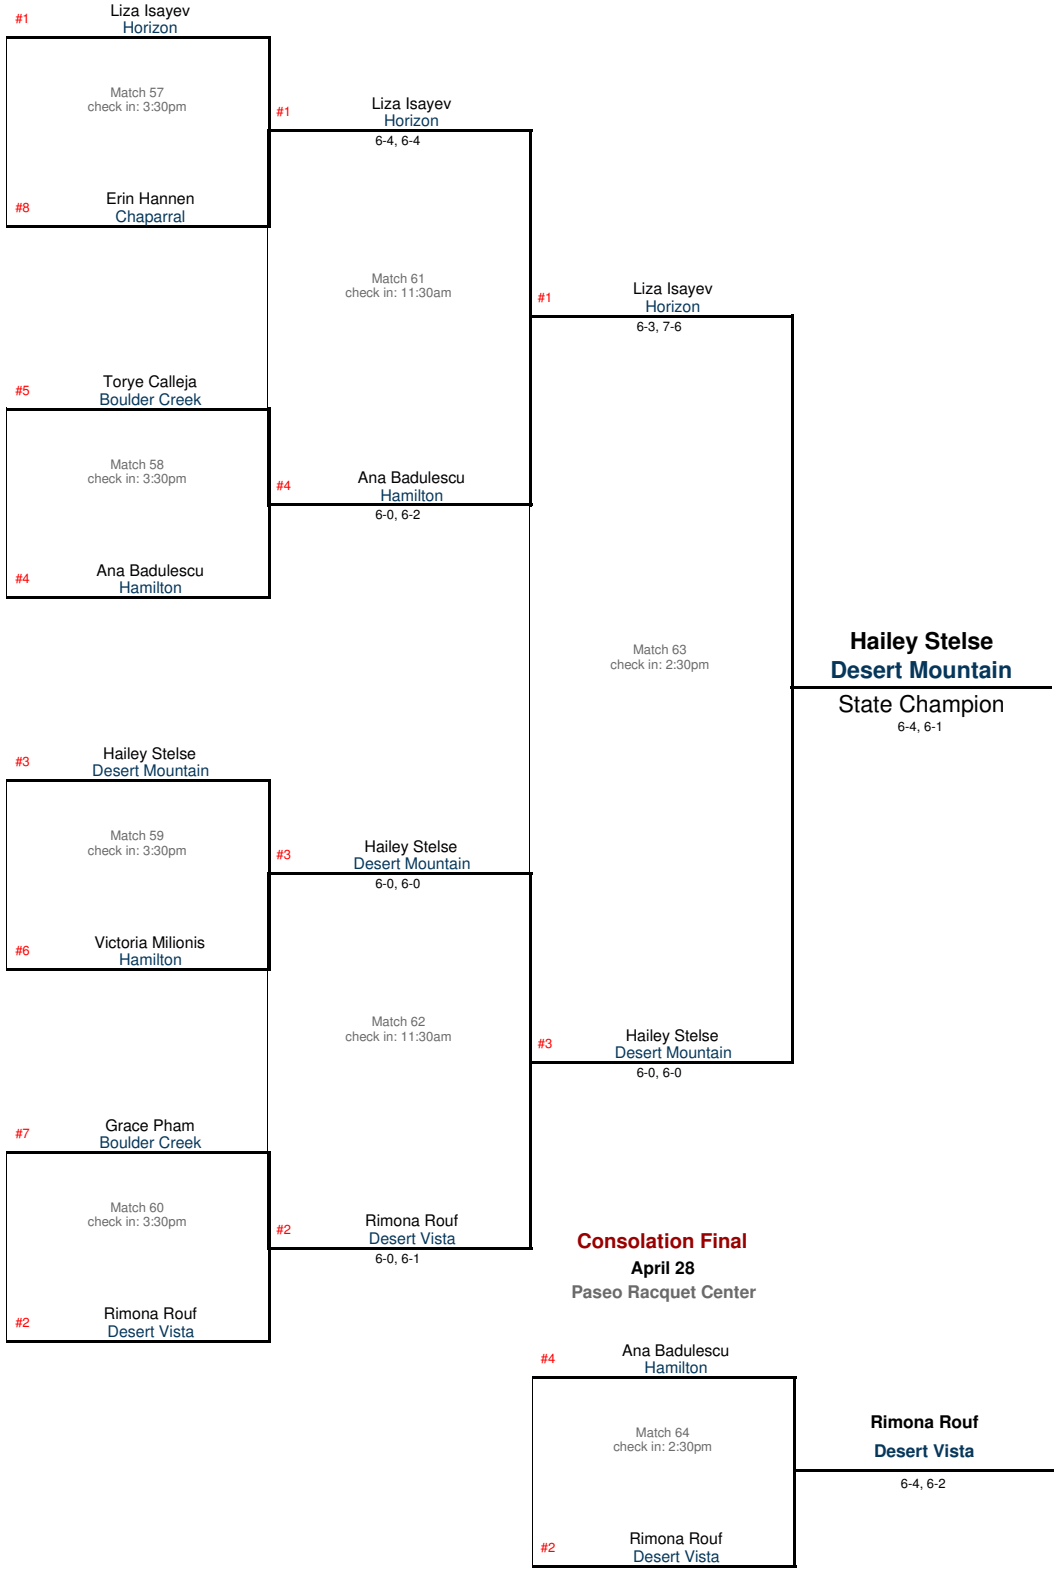 #1
Liza Isayev
Horizon
Match 57
check in: 3:30pm
#8
Erin Hannen
Chaparral
#5
Torye Calleja
Boulder Creek
Match 58
check in: 3:30pm
#4
Ana Badulescu
Hamilton
#3
Hailey Stelse
Desert Mountain
Match 59
check in: 3:30pm
#6
Victoria Milionis
Hamilton
#7
Grace Pham
Boulder Creek
Match 60
check in: 3:30pm
#2
Rimona Rouf
Desert Vista
#1
Liza Isayev
Horizon
6-4, 6-4
Match 61
check in: 11:30am
#4
Ana Badulescu
Hamilton
6-0, 6-2
#3
Hailey Stelse
Desert Mountain
6-0, 6-0
Match 62
check in: 11:30am
#2
Rimona Rouf
Desert Vista
6-0, 6-1
#1
Liza Isayev
Horizon
6-3, 7-6
Match 63
check in: 2:30pm
#3
Hailey Stelse
Desert Mountain
6-0, 6-0
Hailey Stelse
Desert Mountain
State Champion
6-4, 6-1
Consolation Final
April 28
Paseo Racquet Center
#4
Ana Badulescu
Hamilton
Match 64
check in: 2:30pm
#2
Rimona Rouf
Desert Vista
Rimona Rouf
Desert Vista
6-4, 6-2